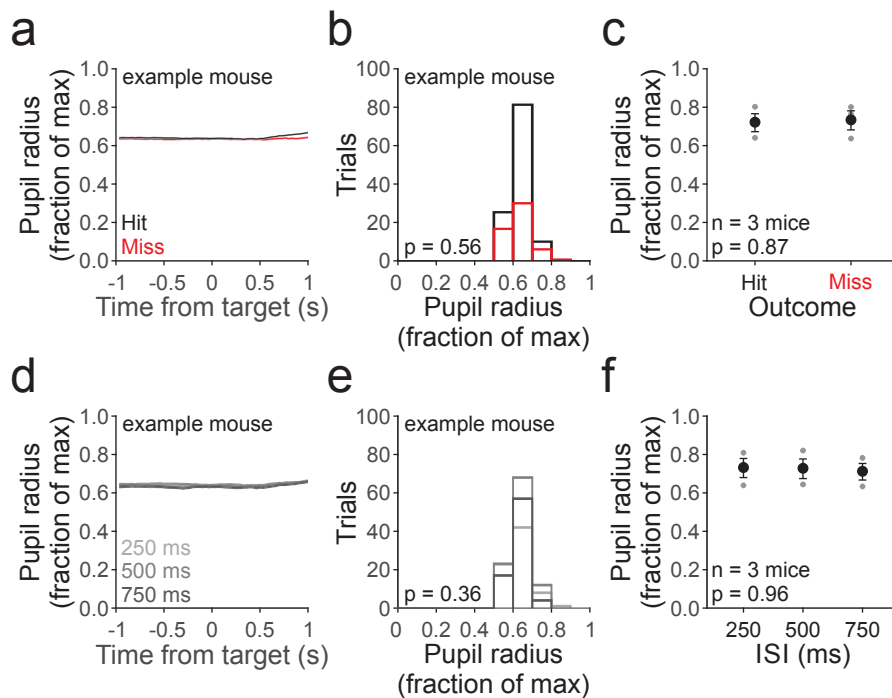 a
Pupil radius
(fraction of max)
1.0
0.8
0.6
0.4
0.2
0.0
example mouse
Hit
Miss
-1
-0.5
0
0.5
1
Time from target (s)
b
Trials
100
80
60
40
20
0
example mouse
p = 0.56
0
0.2
0.4
0.6
0.8
1
Pupil radius
(fraction of max)
c
Pupil radius
(fraction of max)
1.0
0.8
0.6
0.4
0.2
0.0
n = 3 mice
p = 0.87
Hit
Miss
Outcome
d
Pupil radius
(fraction of max)
1.0
0.8
0.6
0.4
0.2
0.0
example mouse
250 ms
500 ms
750 ms
-1
-0.5
0
0.5
1
Time from target (s)
e
Trials
100
80
60
40
20
0
example mouse
p = 0.36
0
0.2
0.4
0.6
0.8
1
Pupil radius
(fraction of max)
f
Pupil radius
(fraction of max)
1.0
0.8
0.6
0.4
0.2
0.0
n = 3 mice
p = 0.96
250
500
750
ISI (ms)